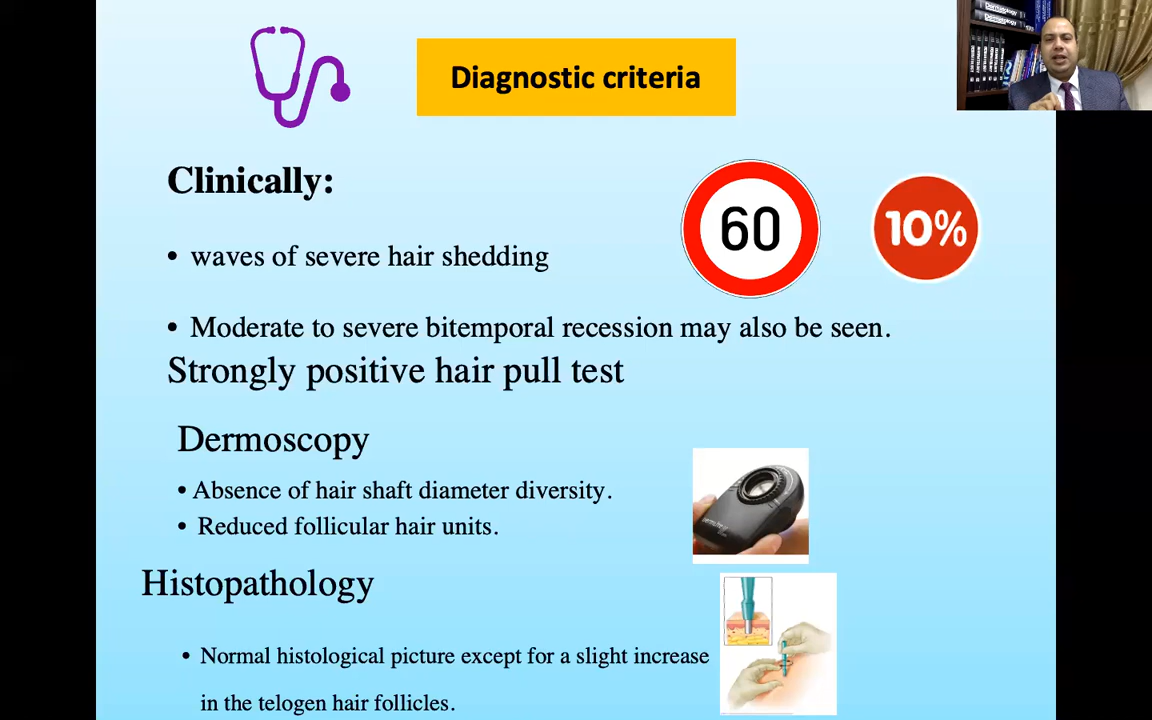 Dermatology
Dermatology
Diagnostic criteria
Clinically:
60
10%
• waves of severe hair shedding
• Moderate to severe bitemporal recession may also be seen.
Strongly positive hair pull test
Dermoscopy
• Absence of hair shaft diameter diversity.
• Reduced follicular hair units.
Histopathology
• Normal histological picture except for a slight increase
in the telogen hair follicles.